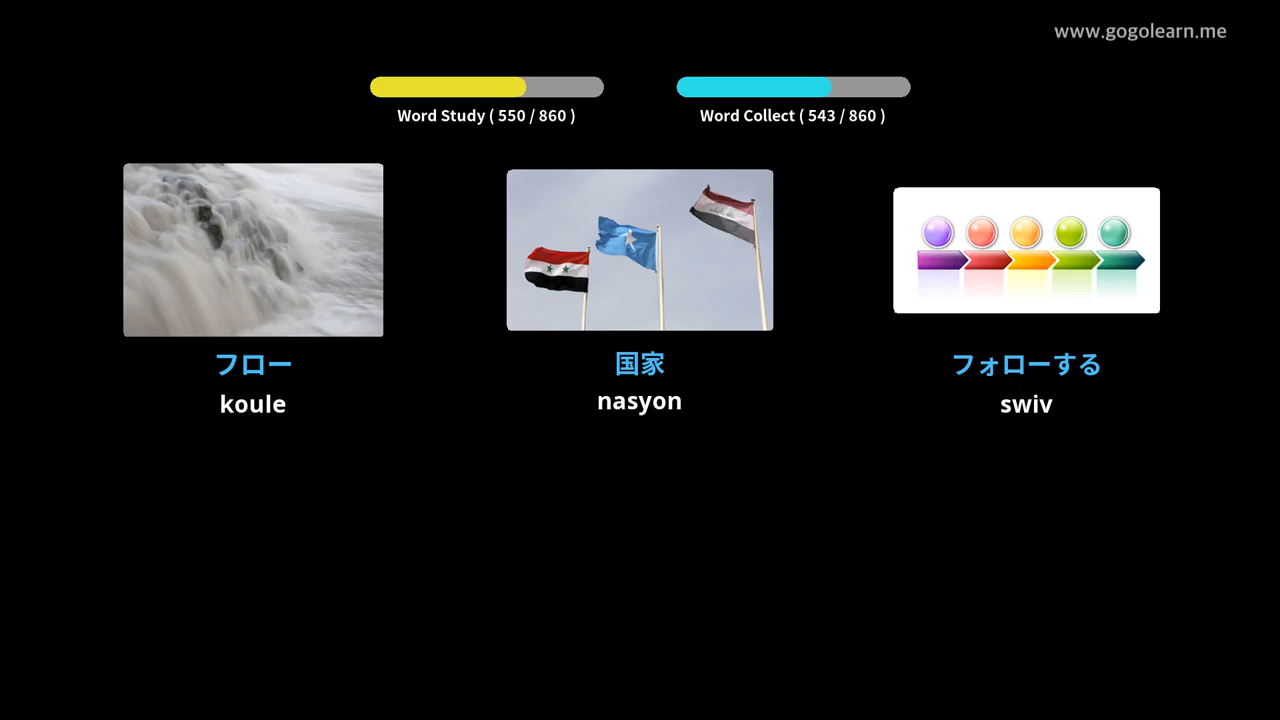 www.gogolearn.me
Word Study ( 550 / 860 )
Word Collect ( 543 / 860 )
フロー
国家
フォローする
koule
nasyon
swiv